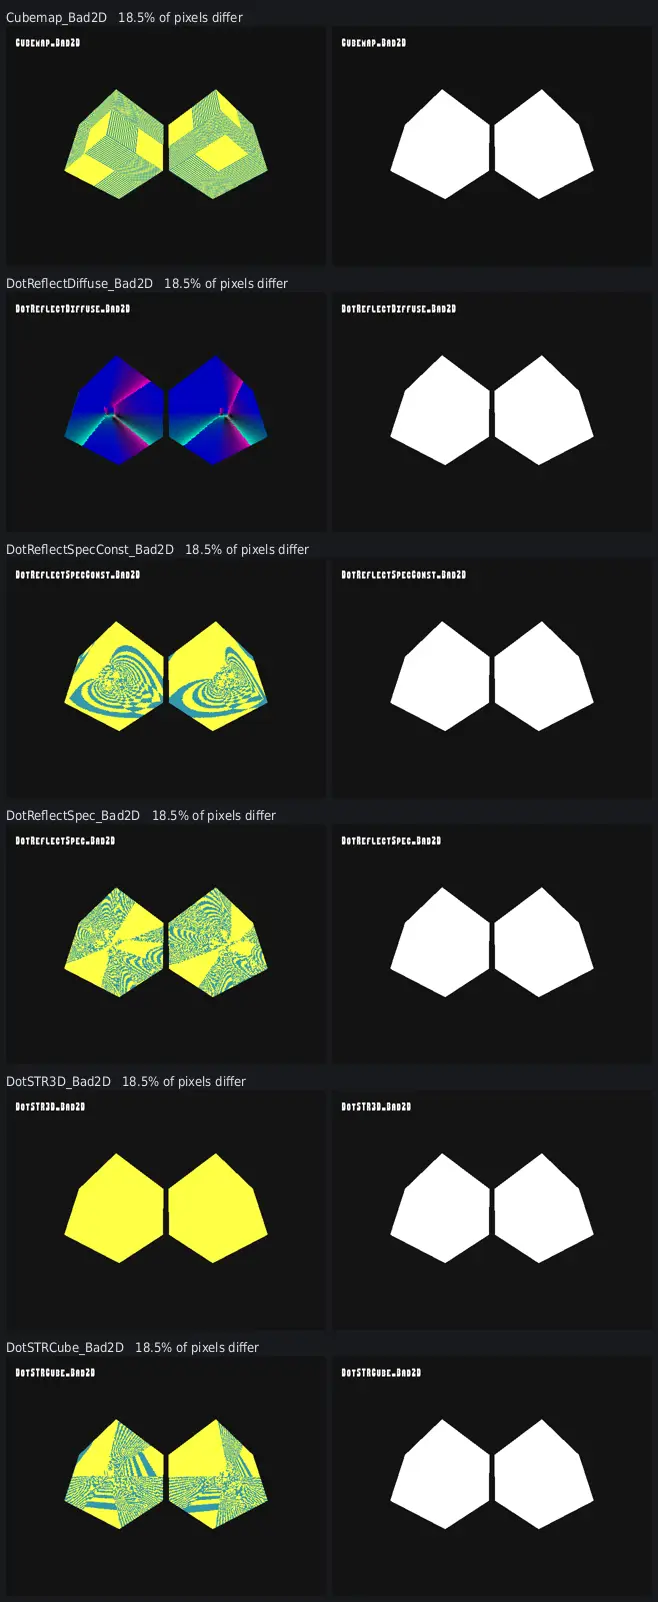 Cubemap_Bad2D 18.5% of pixels differ
Cubemap_Bad2D Cubemap_Bad2D
DotReflectDiffuse_Bad2D 18.5% of pixels differ
DotReflectDiffuse_Bad2D DotReflectDiffuse_Bad2D
DotReflectSpecConst_Bad2D 18.5% of pixels differ
DotReflectSpecConst_Bad2D DotReflectSpecConst_Bad2D
DotReflectSpec_Bad2D 18.5% of pixels differ
DotReflectSpec_Bad2D DotReflectSpec_Bad2D
DotSTR3D_Bad2D 18.5% of pixels differ
DotSTR3D_Bad2D DotSTR3D_Bad2D
DotSTRCube_Bad2D 18.5% of pixels differ
DotSTRCube_Bad2D DotSTRCube_Bad2D